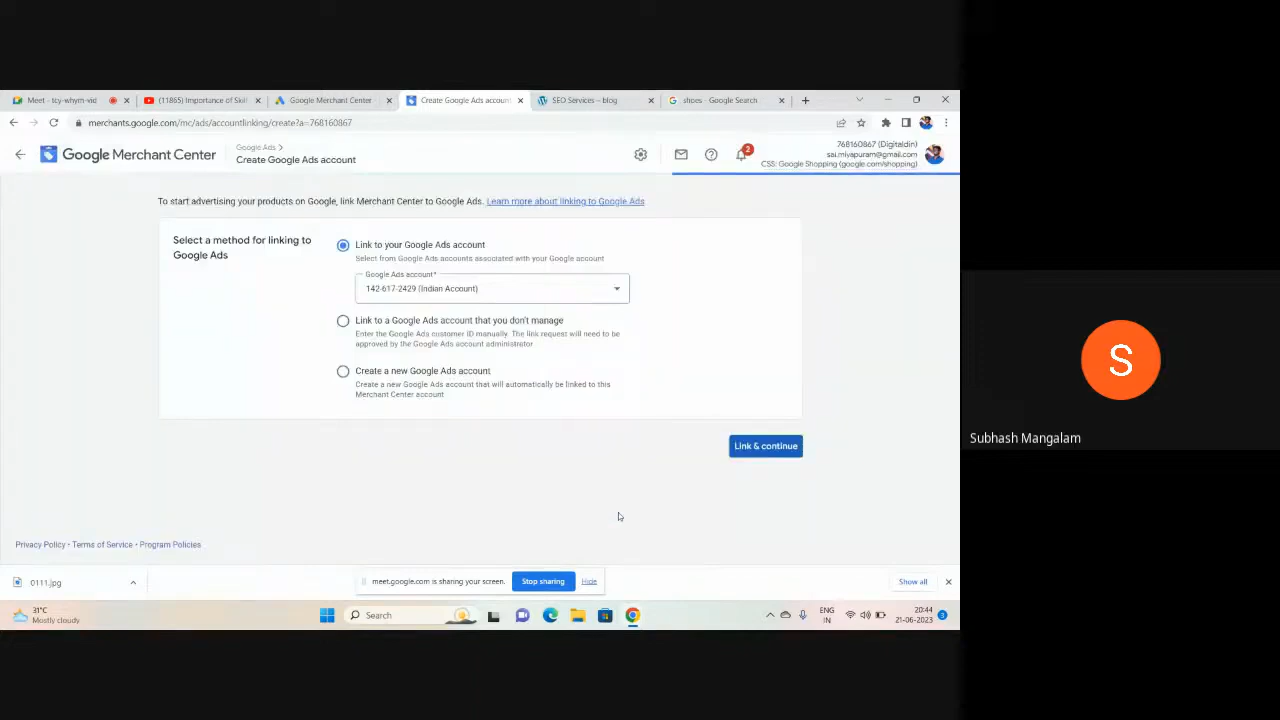 Meet - tcy-whym-vid
(11865) Importance of Skil
Google Merchant Center -
Create Google Ads account
SEO Services – blog
shoes - Google Search
merchants.google.com/mc/ads/accountlinking/create?a=768160867
Google Merchant Center
Google Ads
Create Google Ads account
2
768160867 (Digitaldin)
sai.miyapuram@gmail.com
CSS: Google Shopping (google.com/shopping)
To start advertising your products on Google, link Merchant Center to Google Ads. Learn more about linking to Google Ads
Select a method for linking to
Google Ads
Link to your Google Ads account
Select from Google Ads accounts associated with your Google account
Google Ads account*
142-617-2429 (Indian Account)
Link to a Google Ads account that you don't manage
Enter the Google Ads customer ID manually. The link request will need to be
approved by the Google Ads account administrator
Create a new Google Ads account
Create a new Google Ads account that will automatically be linked to this
Merchant Center account
Link & continue
S
Subhash Mangalam
Privacy Policy • Terms of Service • Program Policies
0111.jpg
meet.google.com is sharing your screen.
Stop sharing
Hide
Show all
31°C
Mostly cloudy
Search
ENG
IN
20:44
21-06-2023
3